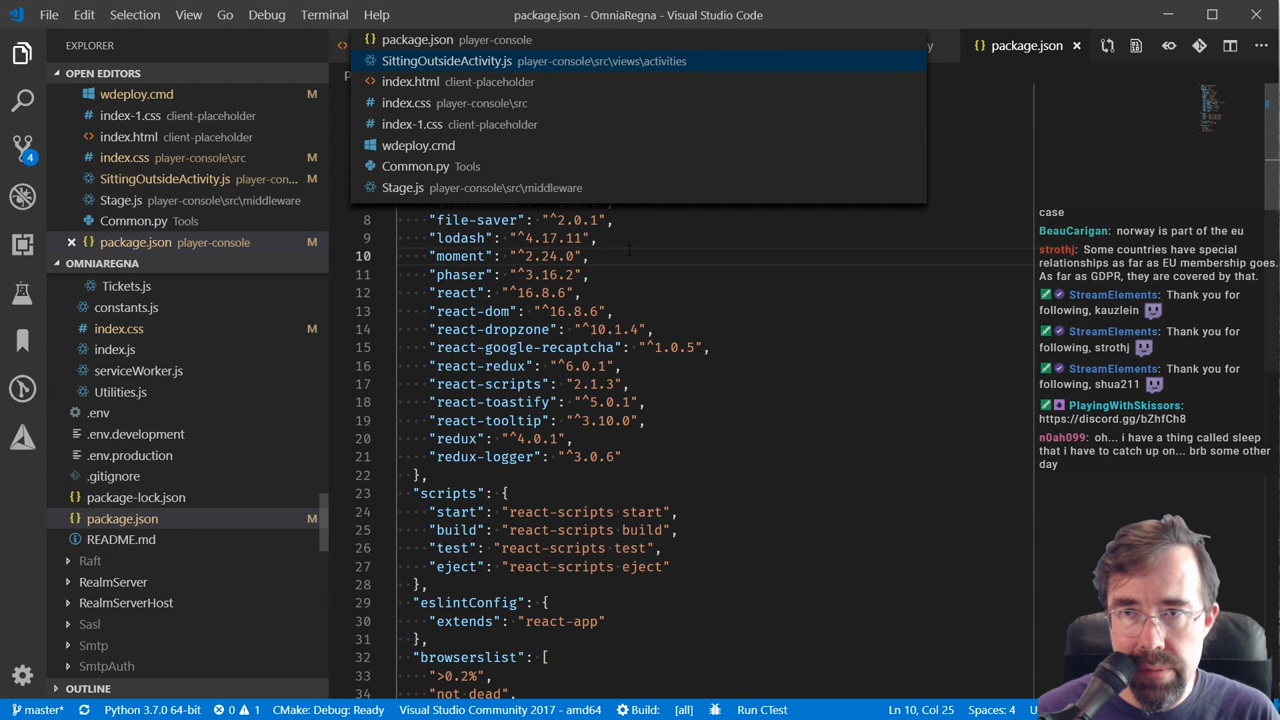 File Edit Selection View Go Debug Terminal Help
package.json - OmniaRegna - Visual Studio Code
EXPLORER
OPEN EDITORS
wdeploy.cmd M
index-1.css client-placeholder
index.html client-placeholder
index.css player-console\src M
SittingOutsideActivity.js player-con... M
Stage.js player-console\src\middleware
Common.py Tools
package.json player-console M
OMNIAREGNA
Tickets.js
constants.js
index.css M
index.js
serviceWorker.js
Utilities.js
.env
.env.development
.env.production
.gitignore
package-lock.json
package.json M
README.md
Raft
RealmServer
RealmServerHost
Sasl
Smtp
SmtpAuth
OUTLINE
4
package.json
package.json player-console
SittingOutsideActivity.js player-console\src\views\activities
index.html client-placeholder
index.css player-console\src
index-1.css client-placeholder
wdeploy.cmd
Common.py Tools
Stage.js player-console\src\middleware
8 "file-saver": "^2.0.1",
9 "lodash": "^4.17.11",
10 "moment": "^2.24.0",
11 "phaser": "^3.16.2",
12 "react": "^16.8.6",
13 "react-dom": "^16.8.6",
14 "react-dropzone": "^10.1.4",
15 "react-google-recaptcha": "^1.0.5",
16 "react-redux": "^6.0.1",
17 "react-scripts": "2.1.3",
18 "react-toastify": "^5.0.1",
19 "react-tooltip": "^3.10.0",
20 "redux": "^4.0.1",
21 "redux-logger": "^3.0.6"
22 },
23 "scripts": {
24 "start": "react-scripts start",
25 "build": "react-scripts build",
26 "test": "react-scripts test",
27 "eject": "react-scripts eject"
28 },
29 "eslintConfig": {
30 "extends": "react-app"
31 },
32 "browserslist": [
33 ">0.2%",
34 "not dead",
case
BeauCarigan: norway is part of the eu
strothj: Some countries have special
relationships as far as EU membership goes.
As far as GDPR, they are covered by that.
StreamElements: Thank you for
following, kauzlein
StreamElements: Thank you for
following, strothj
StreamElements: Thank you for
following, shua211
PlayingWithSkissors:
https://discord.gg/bZhfCh8
n0ah099: oh... i have a thing called sleep
that i have to catch up on... brb some other
day
master* Python 3.7.0 64-bit 0 1 CMake: Debug: Ready Visual Studio Community 2017 - amd64 Build: [all] Run CTest Ln 10, Col 25 Spaces: 4